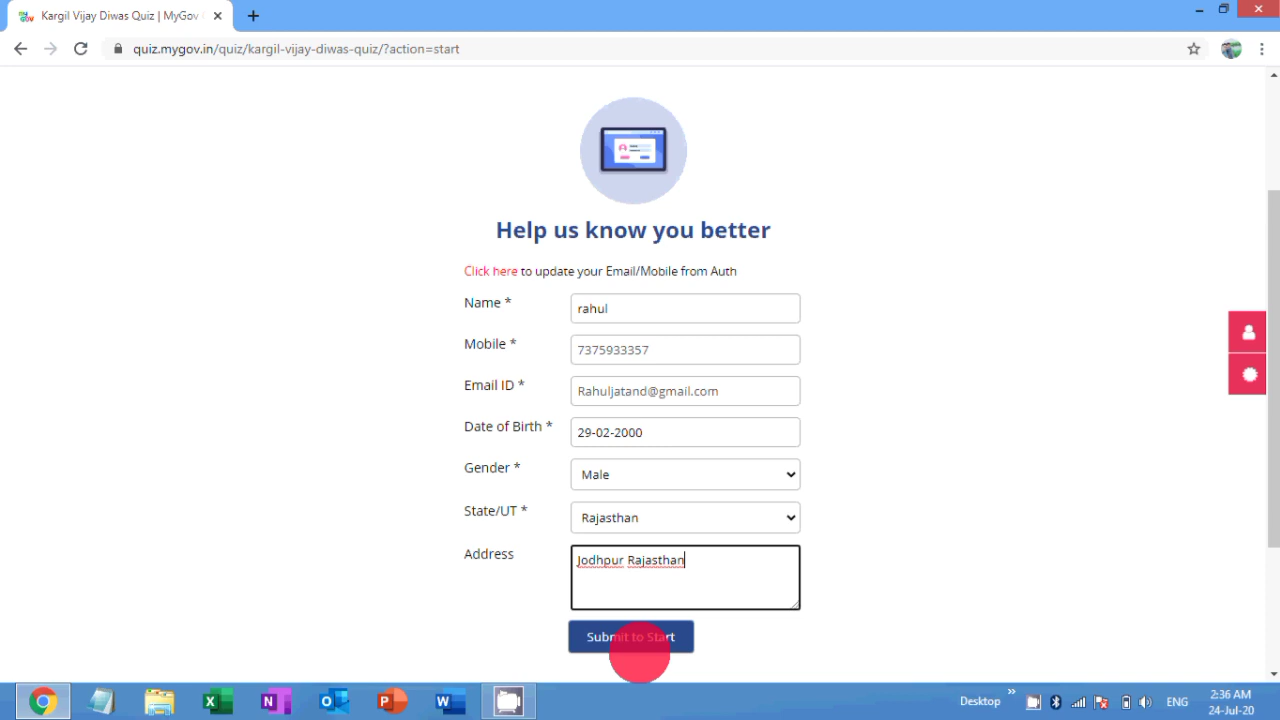 Kargil Vijay Diwas Quiz | MyGov
quiz.mygov.in/quiz/kargil-vijay-diwas-quiz/?action=start
Help us know you better
Click here to update your Email/Mobile from Auth
Name * rahul
Mobile * 7375933357
Email ID * Rahuljatand@gmail.com
Date of Birth * 29-02-2000
Gender * Male
State/UT * Rajasthan
Address Jodhpur Rajasthan
Submit to Start
Desktop ENG 2:36 AM
24-Jul-20